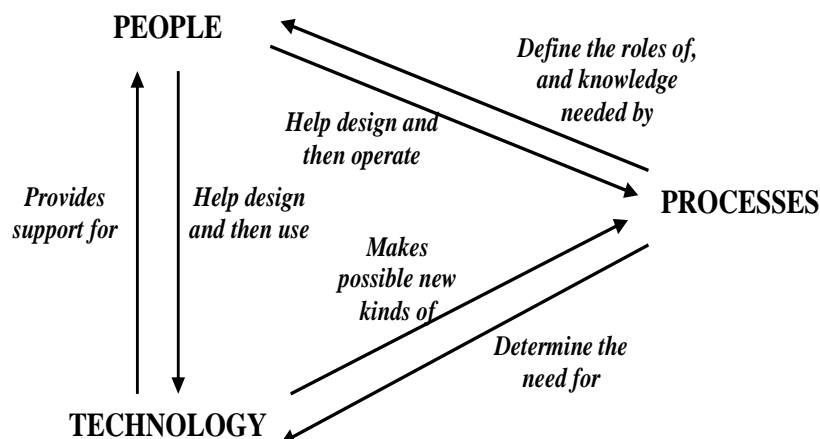 PEOPLE
Define the roles of,
and knowledge
needed by
Help design and
then operate
Provides
support for
Help design
and then use
PROCESSES
Makes
possible new
kinds of
Determine the
need for
TECHNOLOGY